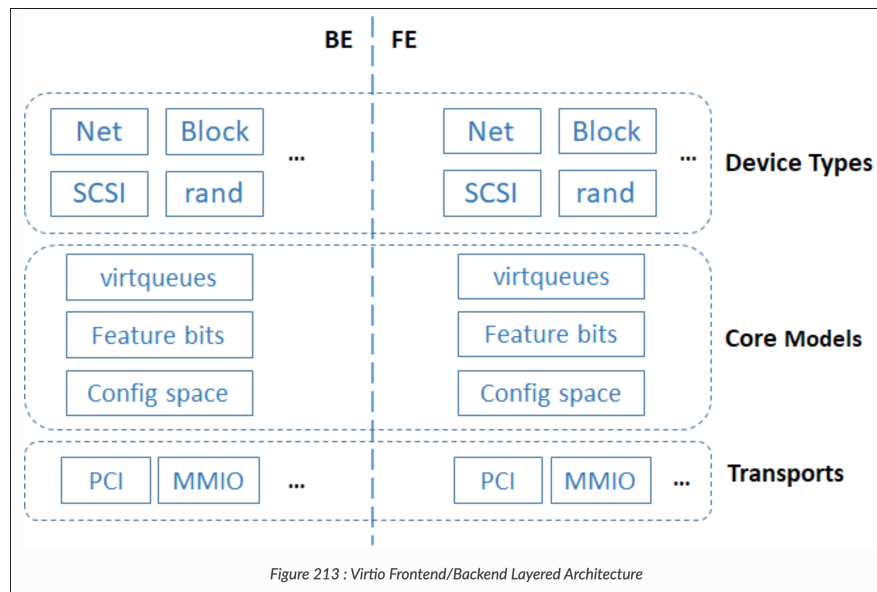 BE FE
Net Block ... Net Block ...
SCSI rand SCSI rand
Device Types
virtqueues virtqueues
Feature bits Feature bits
Core Models
Config space Config space
PCI MMIO ... PCI MMIO ...
Transports
Figure 213 : Virtio Frontend/Backend Layered Architecture